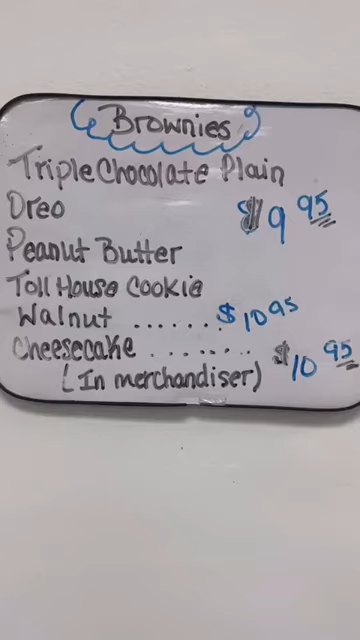 Brownies
Triple Chocolate Plain
Oreo $9 95
Peanut Butter
Toll House Cookie
Walnut ....... $10 95
Cheesecake ........ $10 95
(In merchandiser)